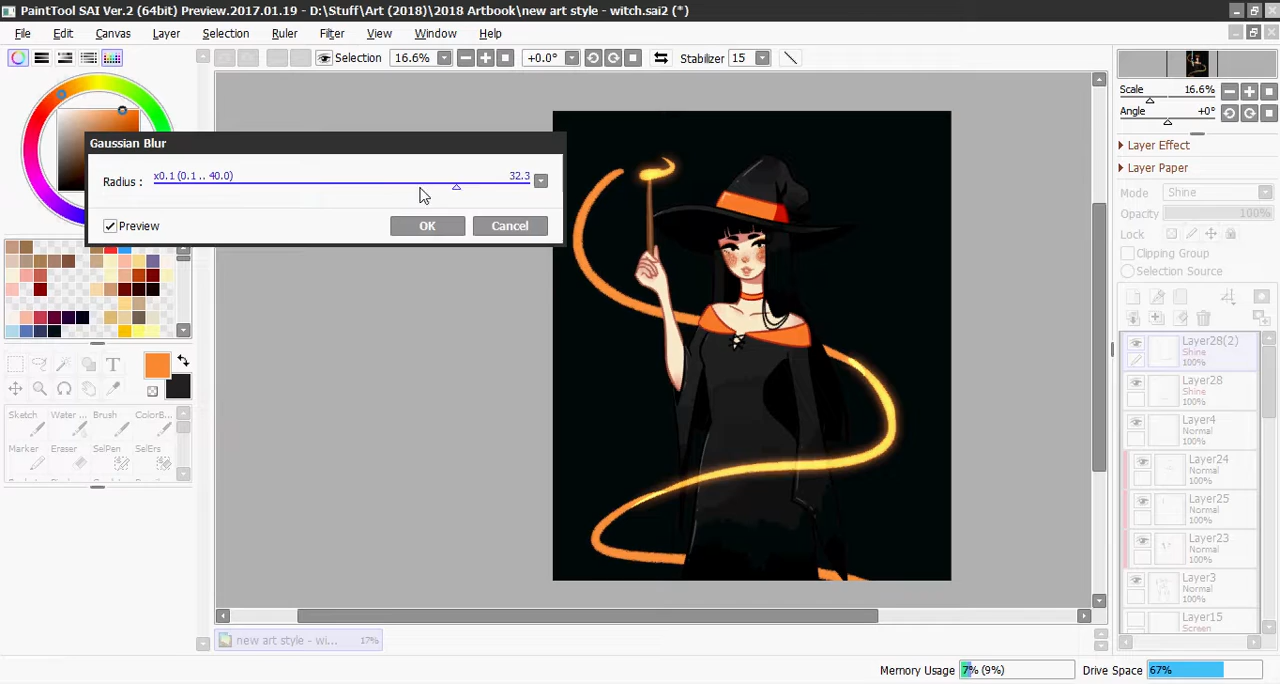 PaintTool SAI Ver.2 (64bit) Preview.2017.01.19 - D:\Stuff\Art (2018)\2018 Artbook\new art style - witch.sai2 (*)
File Edit Canvas Layer Selection Ruler Filter View Window Help
Selection 16.6% +0.0° Stabilizer 15
Scale 16.6%
Angle +0°
Gaussian Blur
Radius : x0.1 (0.1 .. 40.0) 32.3
Preview OK Cancel
Layer Effect
Layer Paper
Mode Shine
Opacity 100%
Lock
Clipping Group
Selection Source
Layer28(2)
Shine
100%
Layer28
Shine
100%
Layer4
Normal
100%
Layer24
Normal
100%
Layer25
Normal
100%
Layer23
Normal
100%
Layer3
Normal
100%
Layer15
Screen
T
Sketch Water ... Brush ColorB...
Marker Eraser SelPen SelErs
new art style - wi... 17%
Memory Usage 7% (9%) Drive Space 67%